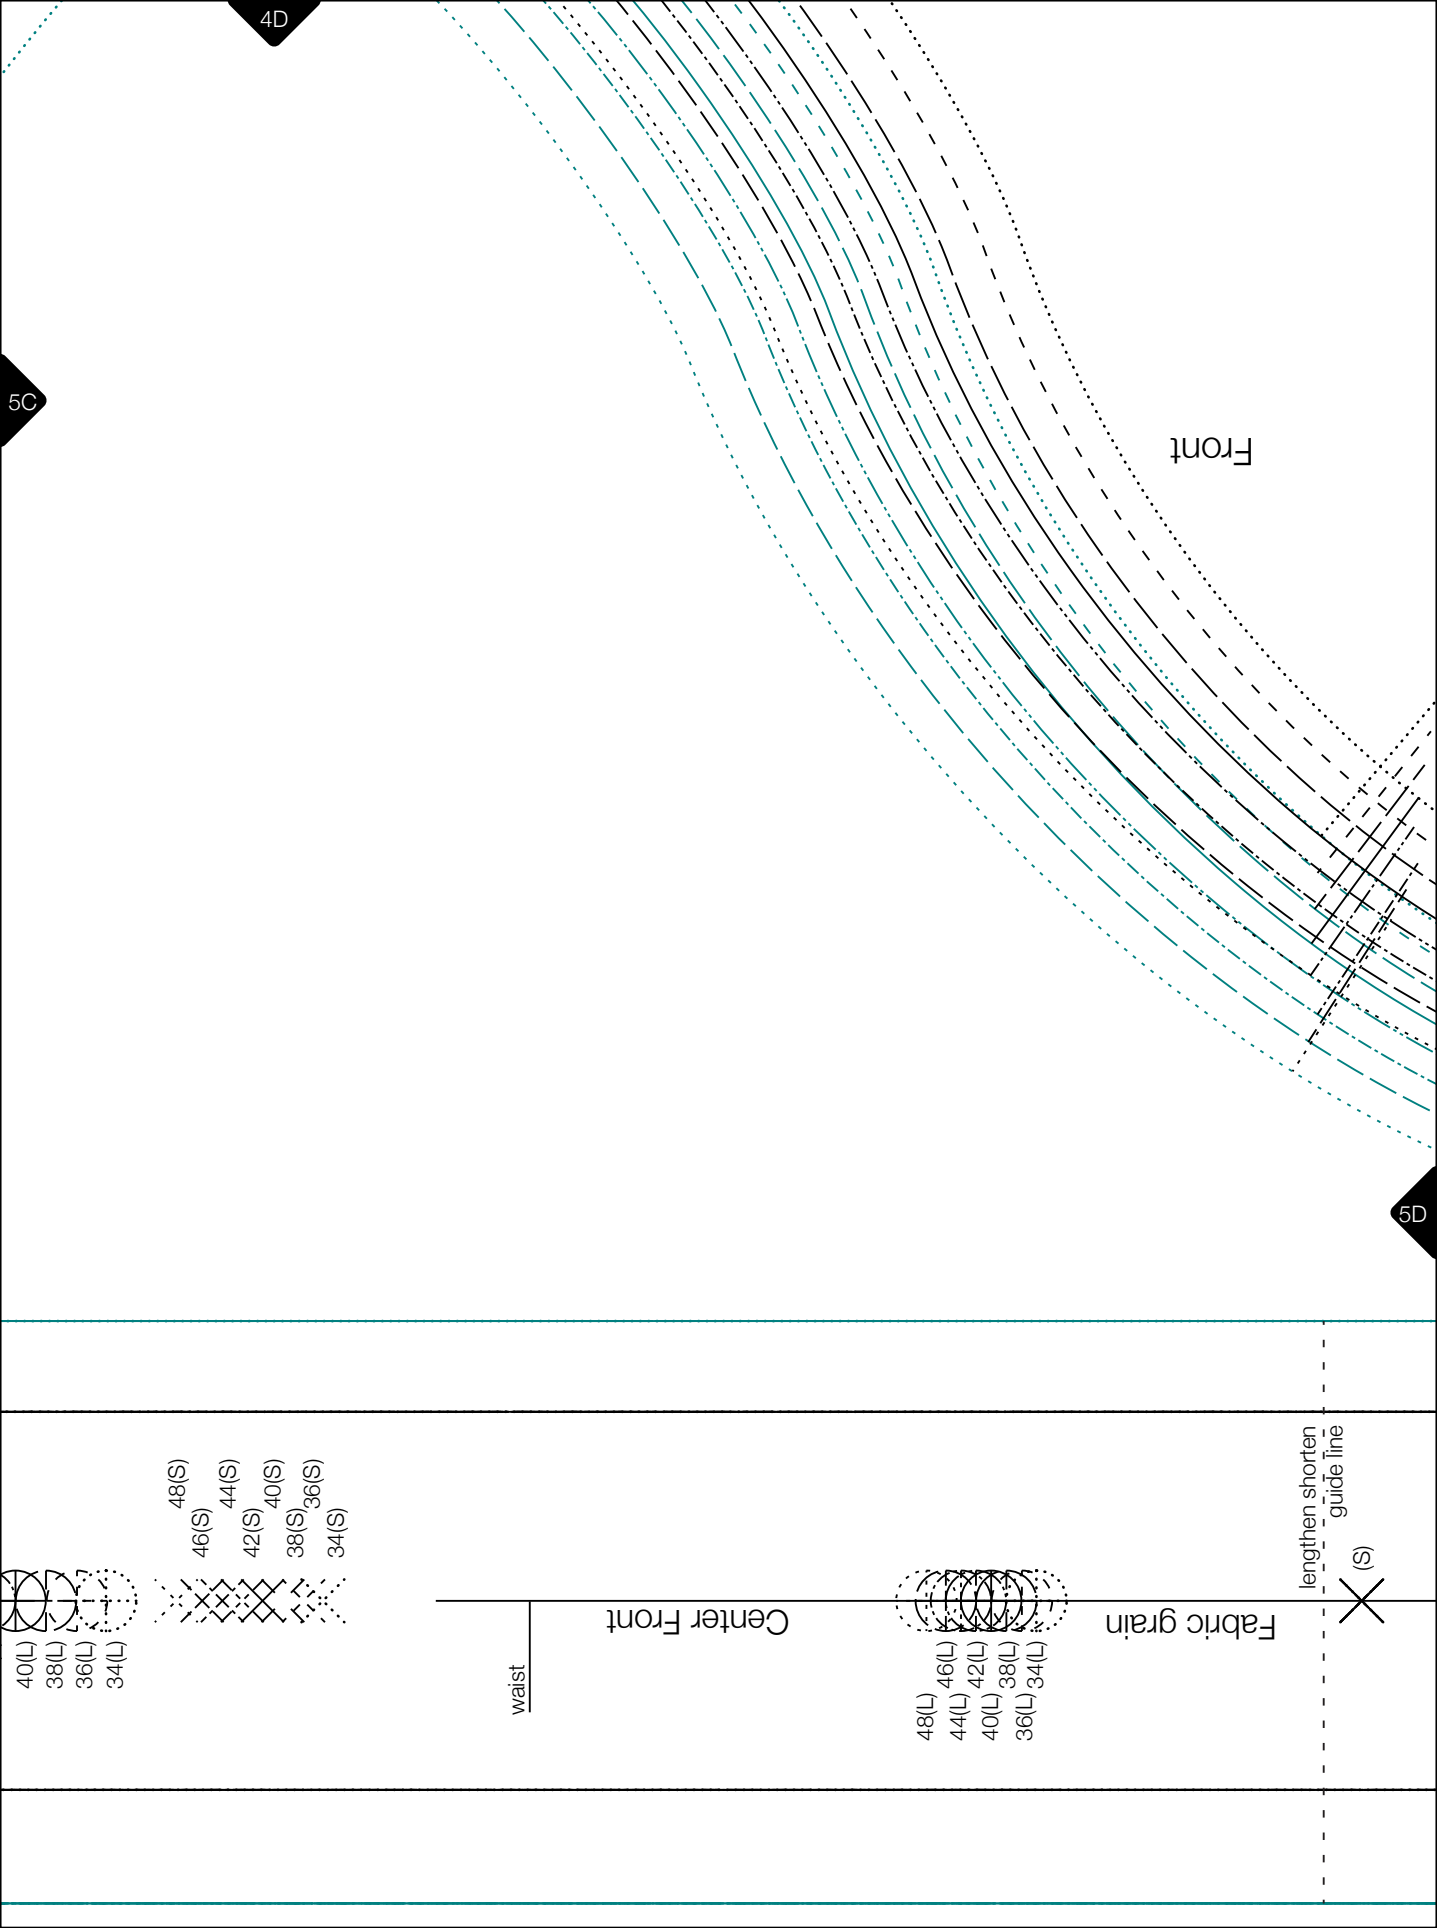 4D
5C
Front
5D
48(S)
46(S)
44(S)
42(S)
40(S)
38(S)
36(S)
34(S)
lengthen shorten
guide line
(S)
40(L)
38(L)
36(L)
34(L)
waist
Center Front
48(L)
46(L)
44(L)
42(L)
40(L)
38(L)
36(L)
34(L)
Fabric grain